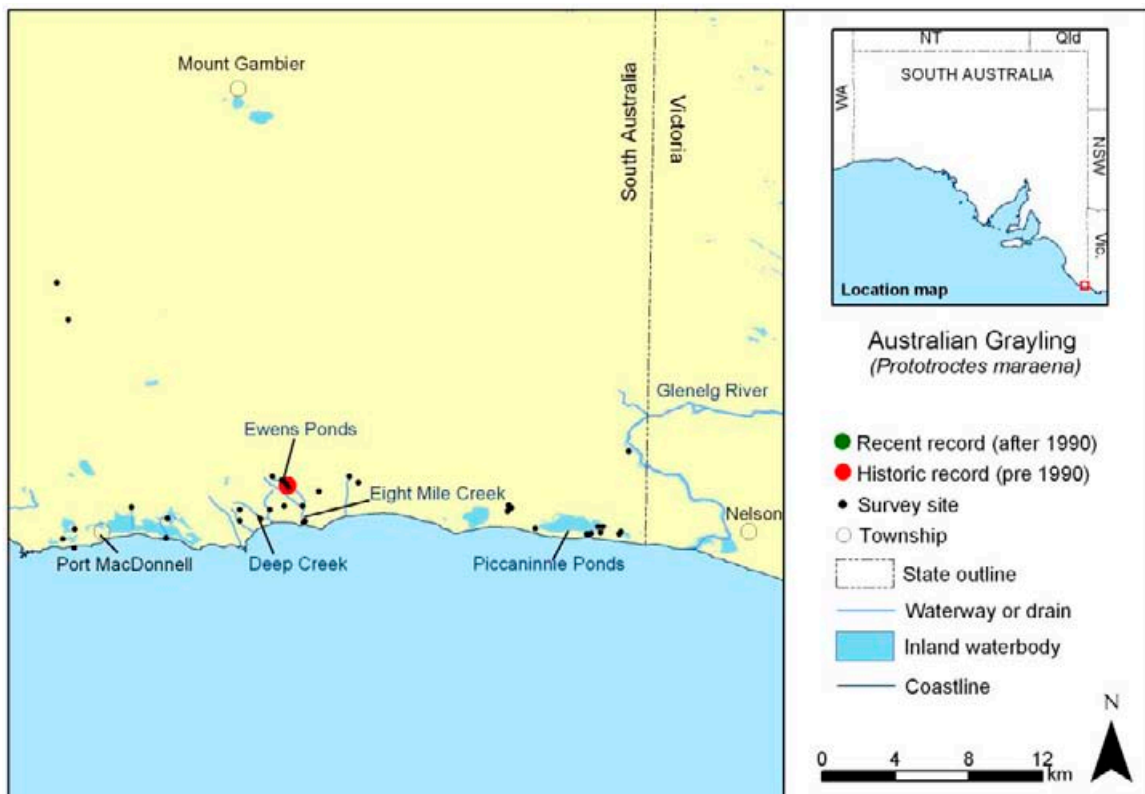 Mount Gambier
South Australia
Victoria
Glenelg River
Ewens Ponds
Eight Mile Creek
Nelson
Port MacDonnell
Deep Creek
Piccaninnie Ponds
NT
Qld
SOUTH AUSTRALIA
WA
NSW
Vic.
Location map
Australian Grayling
(Prototroctes maraena)
Recent record (after 1990)
Historic record (pre 1990)
Survey site
Township
State outline
Waterway or drain
Inland waterbody
Coastline
N
0 4 8 12
km